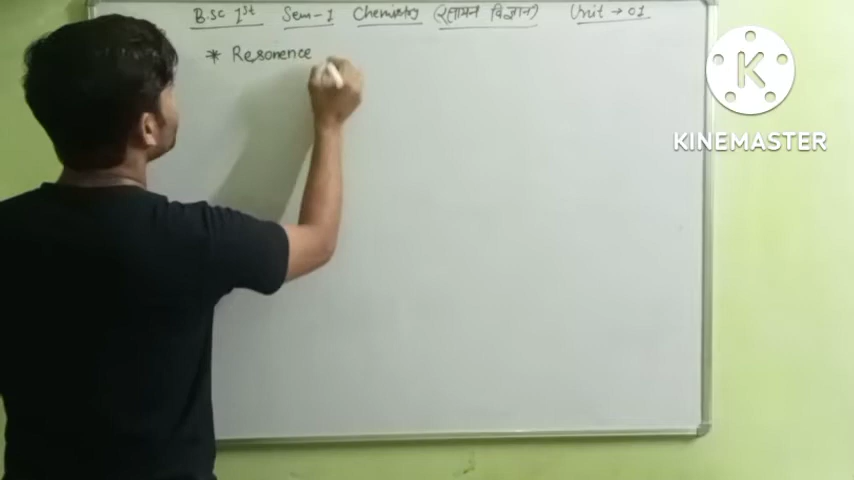 B.Sc 1st Sem-1 Chemistry (रसायन विज्ञान) Unit → 01
* Resonence
K
KINEMASTER